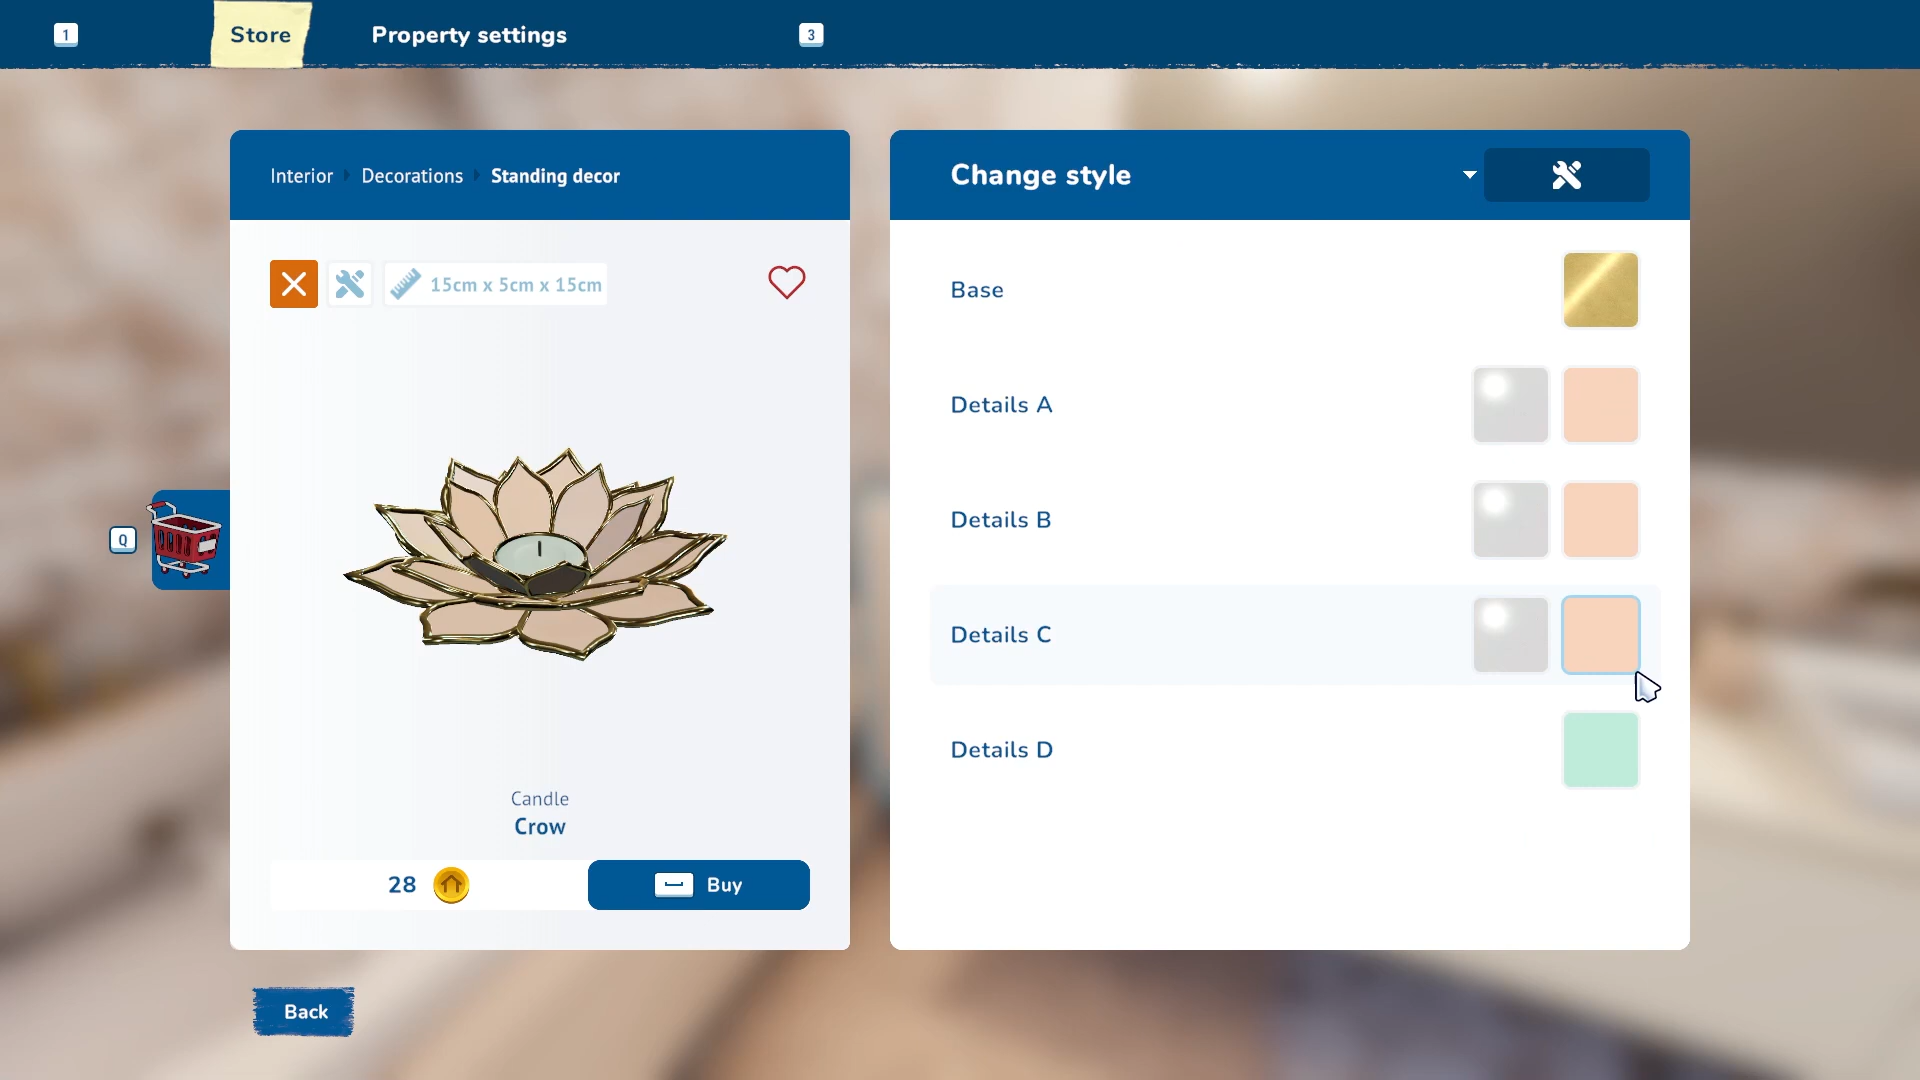 1
Store
Property settings
3
Interior Decorations Standing decor
Change style
15cm x 5cm x 15cm
Base
Details A
Details B
Details C
Details D
Q
Candle
Crow
28
Buy
Back